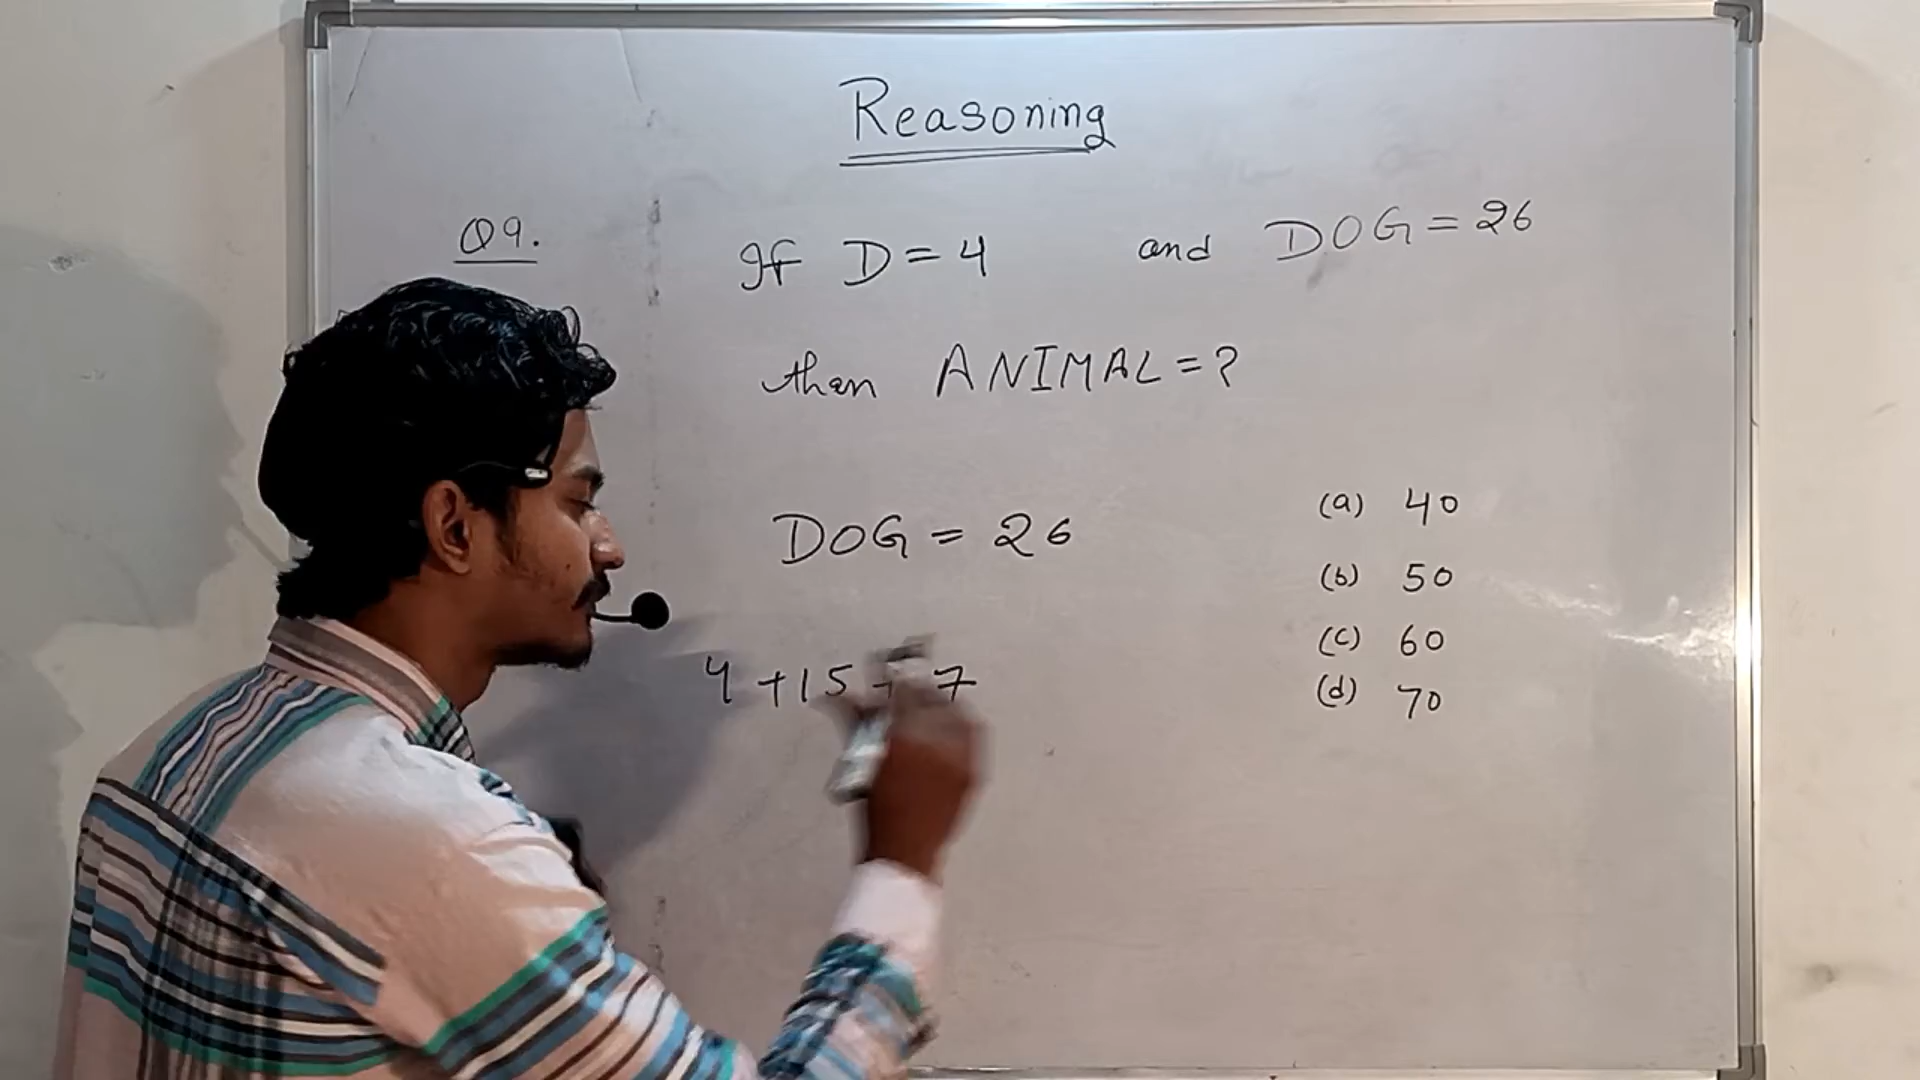 Reasoning
Q9.
If D=4 and DOG=26
then ANIMAL=?
DOG = 26
4+15+7
(a) 40
(b) 50
(c) 60
(d) 70